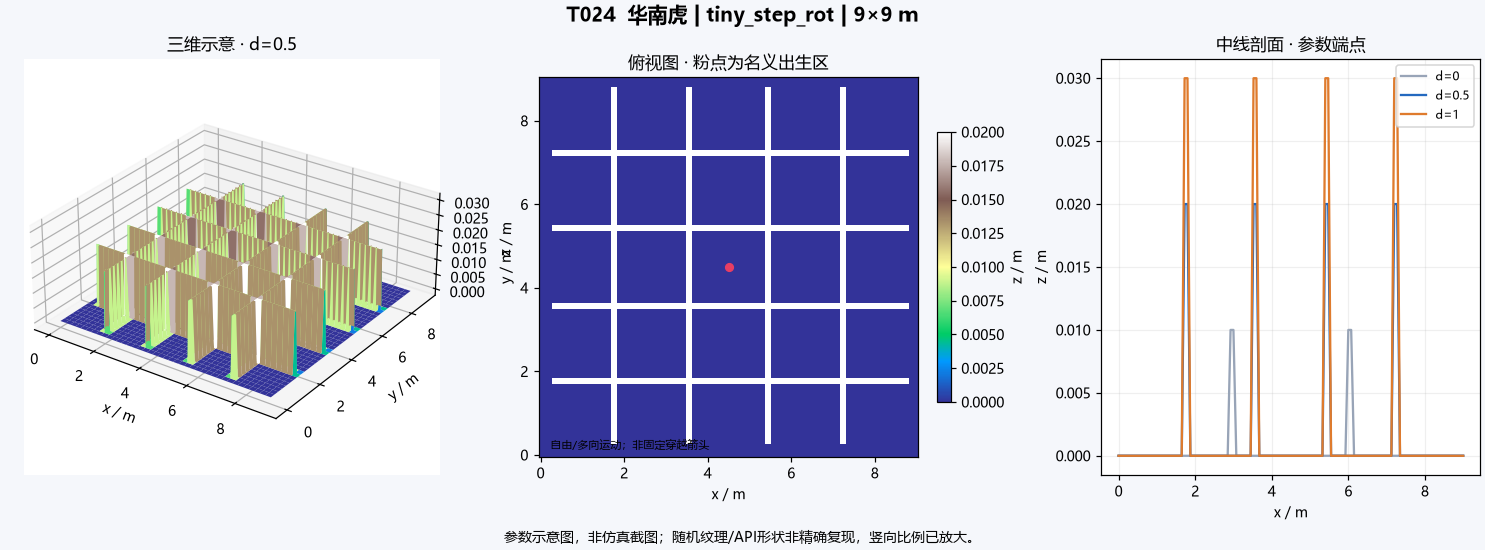 T024 华南虎 | tiny_step_rot | 9×9 m
三维示意 · d=0.5
0.030
0.025
0.020
0.015
0.010
0.005
0.000
z / m
0
2
4
6
8
x / m
0
2
4
6
8
y / m
俯视图 · 粉点为名义出生区
8
6
4
2
0
y / m
自由/多向运动；非固定穿越箭头
0 2 4 6 8
x / m
0.0200
0.0175
0.0150
0.0125
0.0100
0.0075
0.0050
0.0025
0.0000
z / m
中线剖面 · 参数端点
d=0
d=0.5
d=1
0.030
0.025
0.020
0.015
0.010
0.005
0.000
z / m
0 2 4 6 8
x / m
参数示意图，非仿真截图；随机纹理/API形状非精确复现，竖向比例已放大。